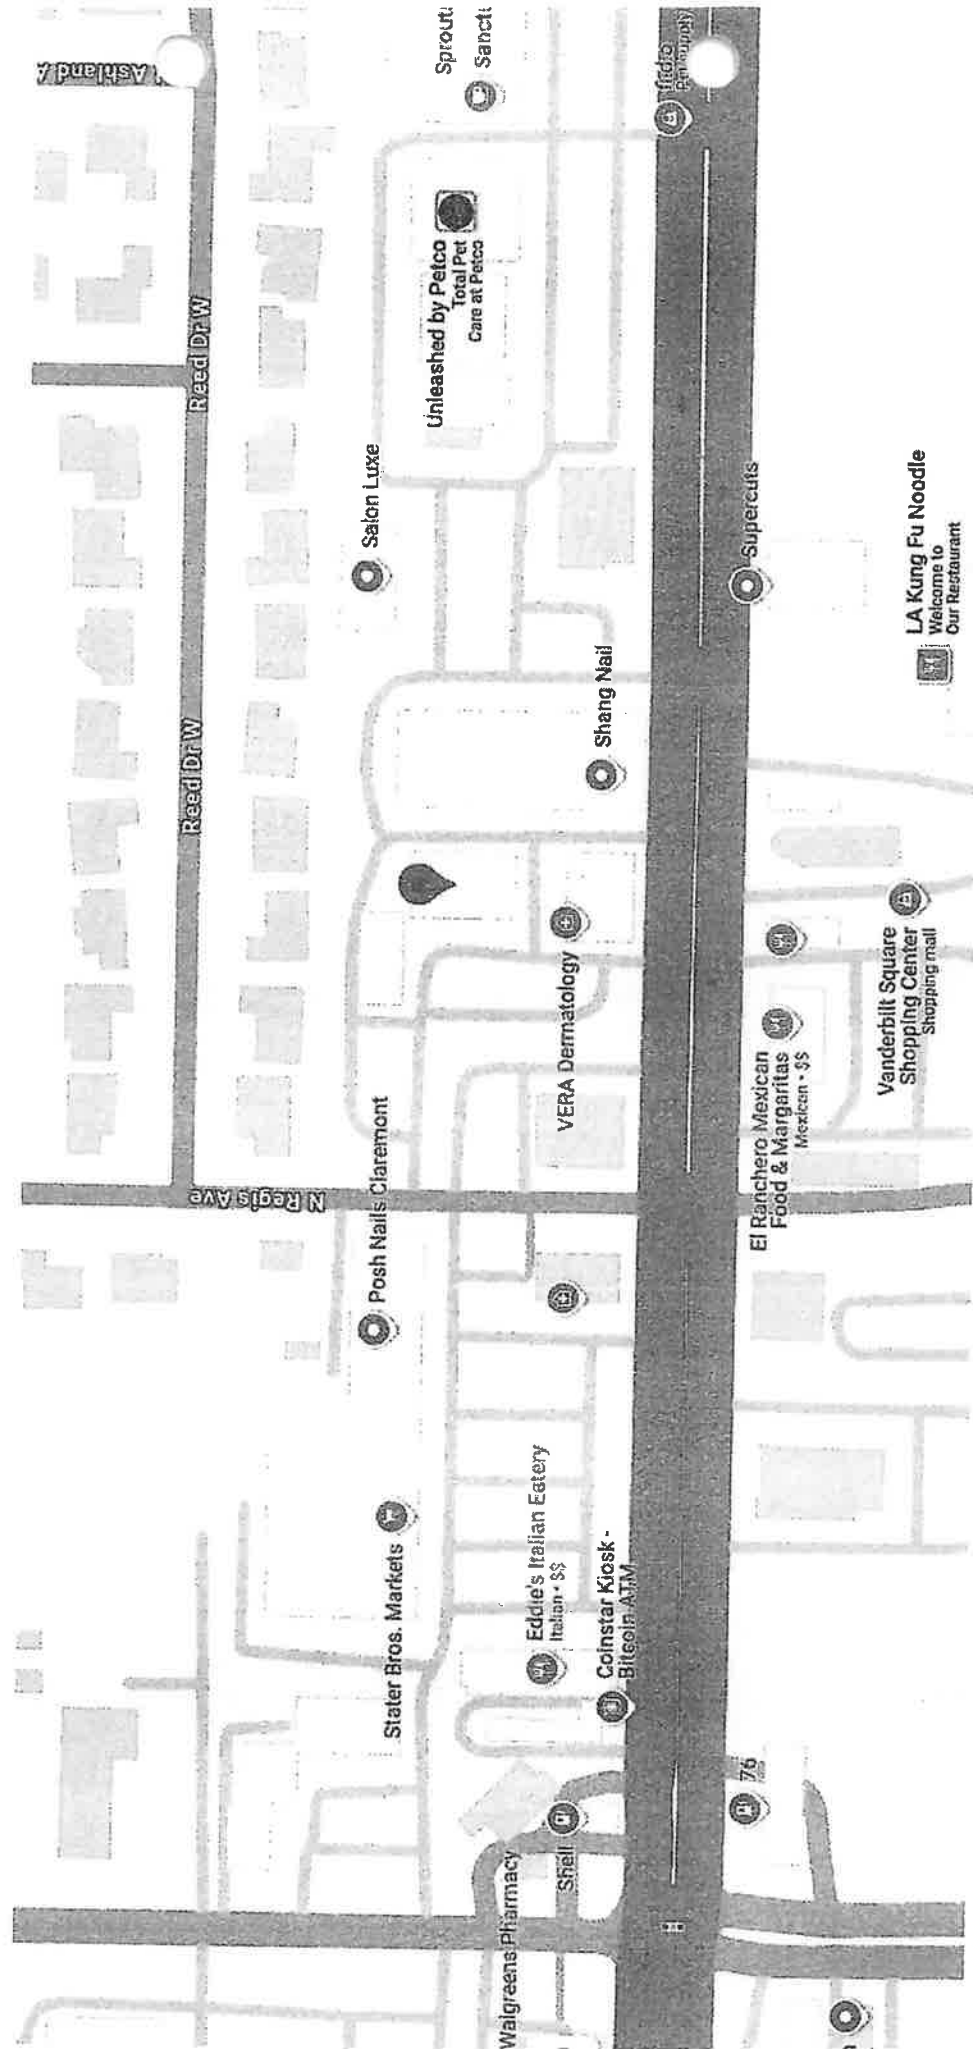 Ashland A
Reed Dr W
Reed Dr W
N Regis Ave
Sprout
Sanct
Pet supply
Unleashed by Petco
Total Pet
Care at Petco
Salon Luxe
Shang Nail
Supercuts
LA Kung Fu Noodle
Welcome to
Our Restaurant
VERA Dermatology
Vanderbilt Square
Shopping Center
Shopping mall
El Ranchero Mexican
Food & Margaritas
Mexican • $$
Posh Nails Claremont
Stater Bros. Markets
Eddie's Italian Eatery
Italian • $$
Coinstar Kiosk -
Bitcoin ATM
Shell
76
Walgreens Pharmacy